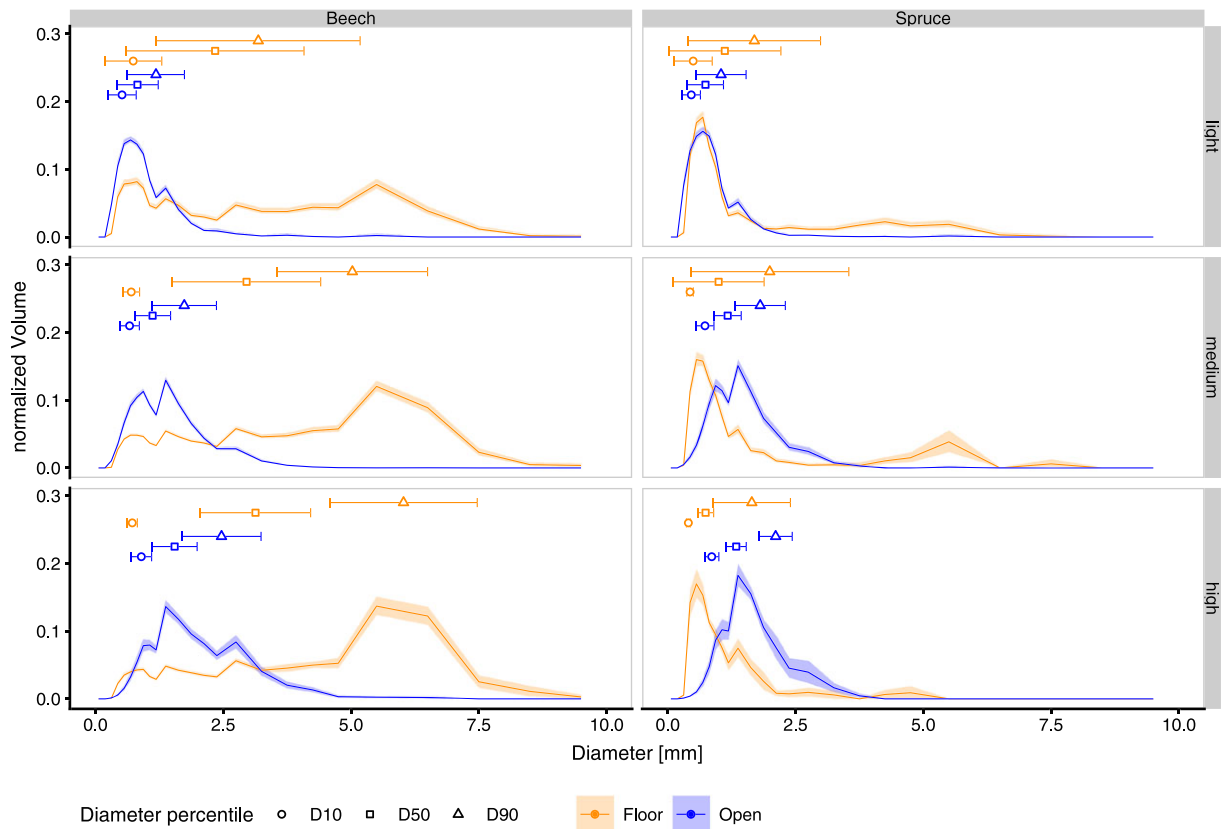 Beech Spruce
0.3
0.2
0.1
0.0
light
0.3
0.2
0.1
0.0
medium
normalized Volume
0.3
0.2
0.1
0.0
high
0.0 2.5 5.0 7.5 10.0 0.0 2.5 5.0 7.5 10.0
Diameter [mm]
Diameter percentile D10 D50 D90 Floor Open